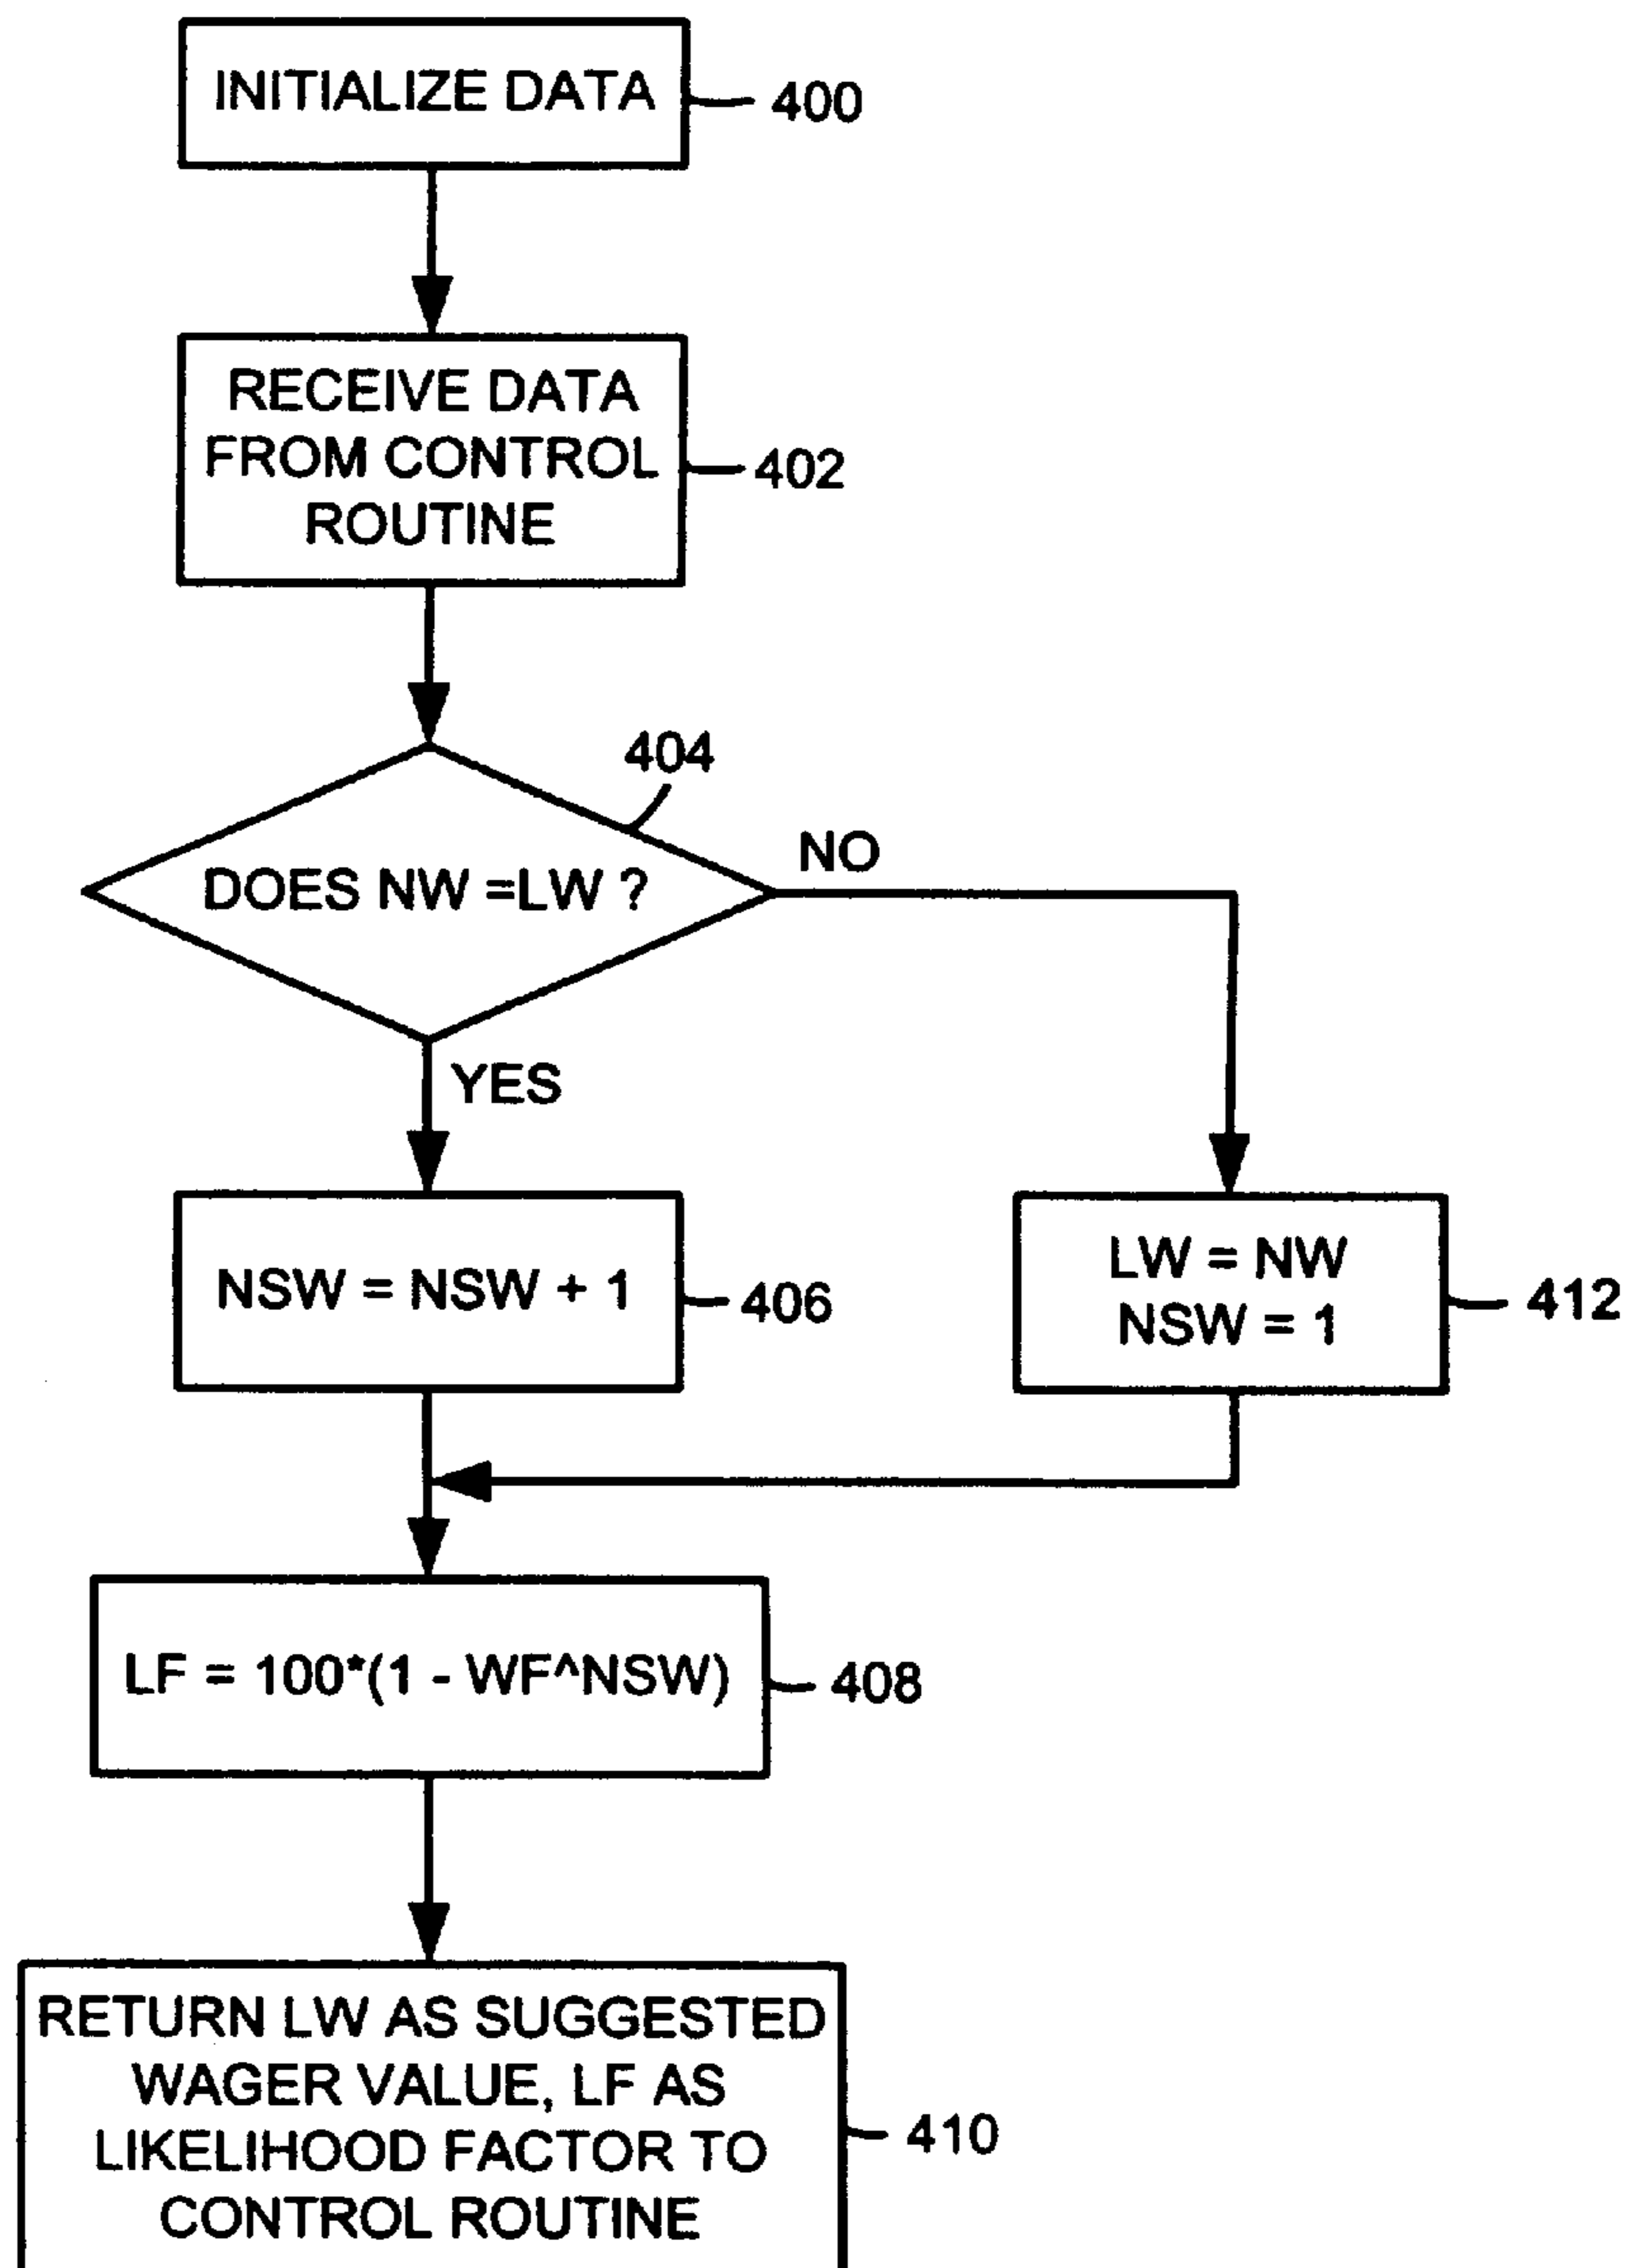 INITIALIZE DATA
400
RECEIVE DATA
FROM CONTROL
ROUTINE
402
404
DOES NW =LW ?
NO
YES
NSW = NSW + 1
406
LW = NW
NSW = 1
412
LF = 100*(1 - WF^NSW)
408
RETURN LW AS SUGGESTED
WAGER VALUE, LF AS
LIKELIHOOD FACTOR TO
CONTROL ROUTINE
410